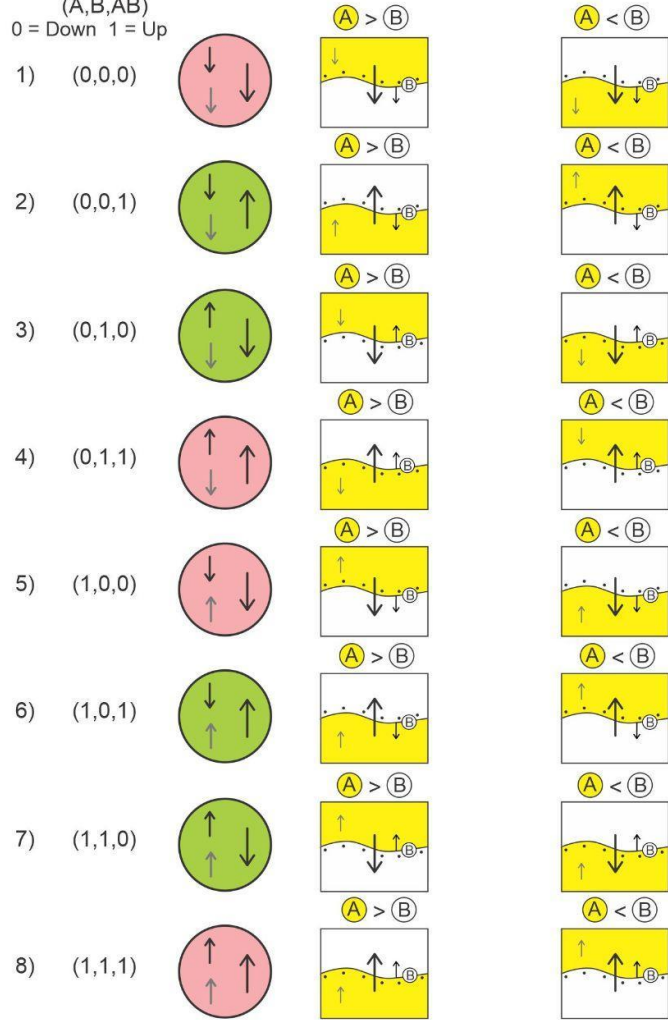 (A,B,AB)
0 = Down 1 = Up
A > B
A < B
1) (0,0,0)
B
B
A > B
A < B
2) (0,0,1)
B
B
A > B
A < B
3) (0,1,0)
B
B
A > B
A < B
4) (0,1,1)
B
B
A > B
A < B
5) (1,0,0)
B
B
A > B
A < B
6) (1,0,1)
B
B
A > B
A < B
7) (1,1,0)
B
B
A > B
A < B
8) (1,1,1)
B
B